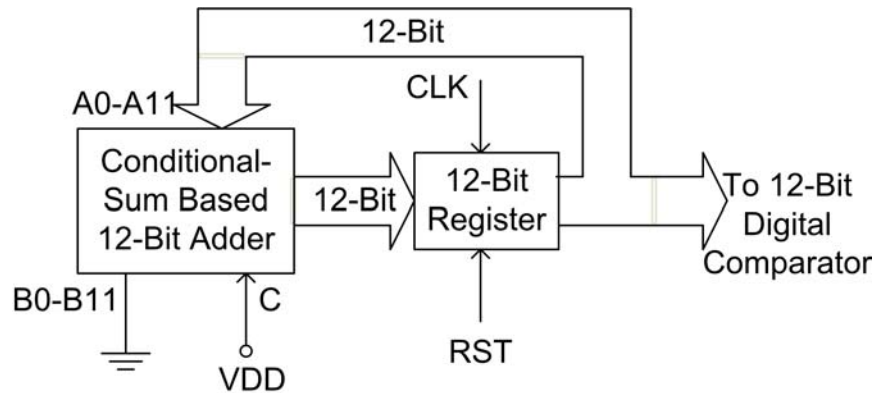 12-Bit
A0-A11
CLK
Conditional-
Sum Based
12-Bit Adder
12-Bit
12-Bit
Register
To 12-Bit
Digital
Comparator
B0-B11
C
VDD
RST